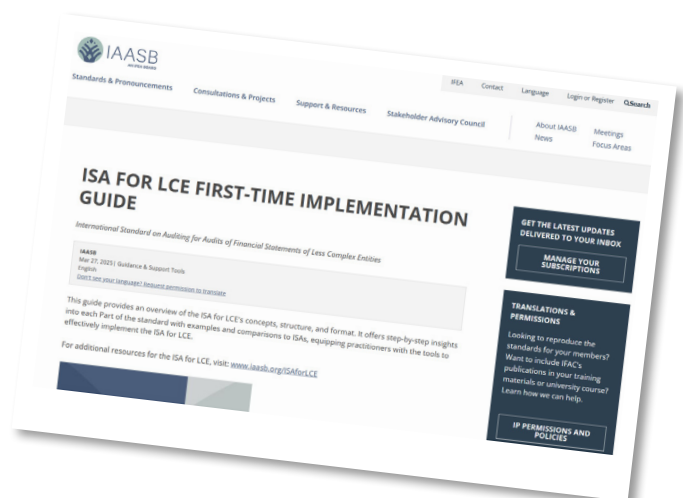 IAASB
IFEA
Contact
Language
Login or Register
Search
Standards & Pronouncements
Consultations & Projects
Support & Resources
Stakeholder Advisory Council
About IAASB
Meetings
News
Focus Areas
ISA FOR LCE FIRST-TIME IMPLEMENTATION
GUIDE
International Standard on Auditing for Audits of Financial Statements of Less Complex Entities
IAASB
Mar 27, 2025 | Guidance & Support Tools
English
Don't see your language? Request permission to translate
This guide provides an overview of the ISA for LCE's concepts, structure, and format. It offers step-by-step insights
into each Part of the standard with examples and comparisons to ISAs, equipping practitioners with the tools to
effectively implement the ISA for LCE.
For additional resources for the ISA for LCE, visit: www.iaasb.org/ISAforLCE
GET THE LATEST UPDATES
DELIVERED TO YOUR INBOX
MANAGE YOUR
SUBSCRIPTIONS
TRANSLATIONS &
PERMISSIONS
Looking to reproduce the
standards for your members?
Want to include IFAC's
publications in your training
materials or university course?
Learn how we can help.
IP PERMISSIONS AND
POLICIES